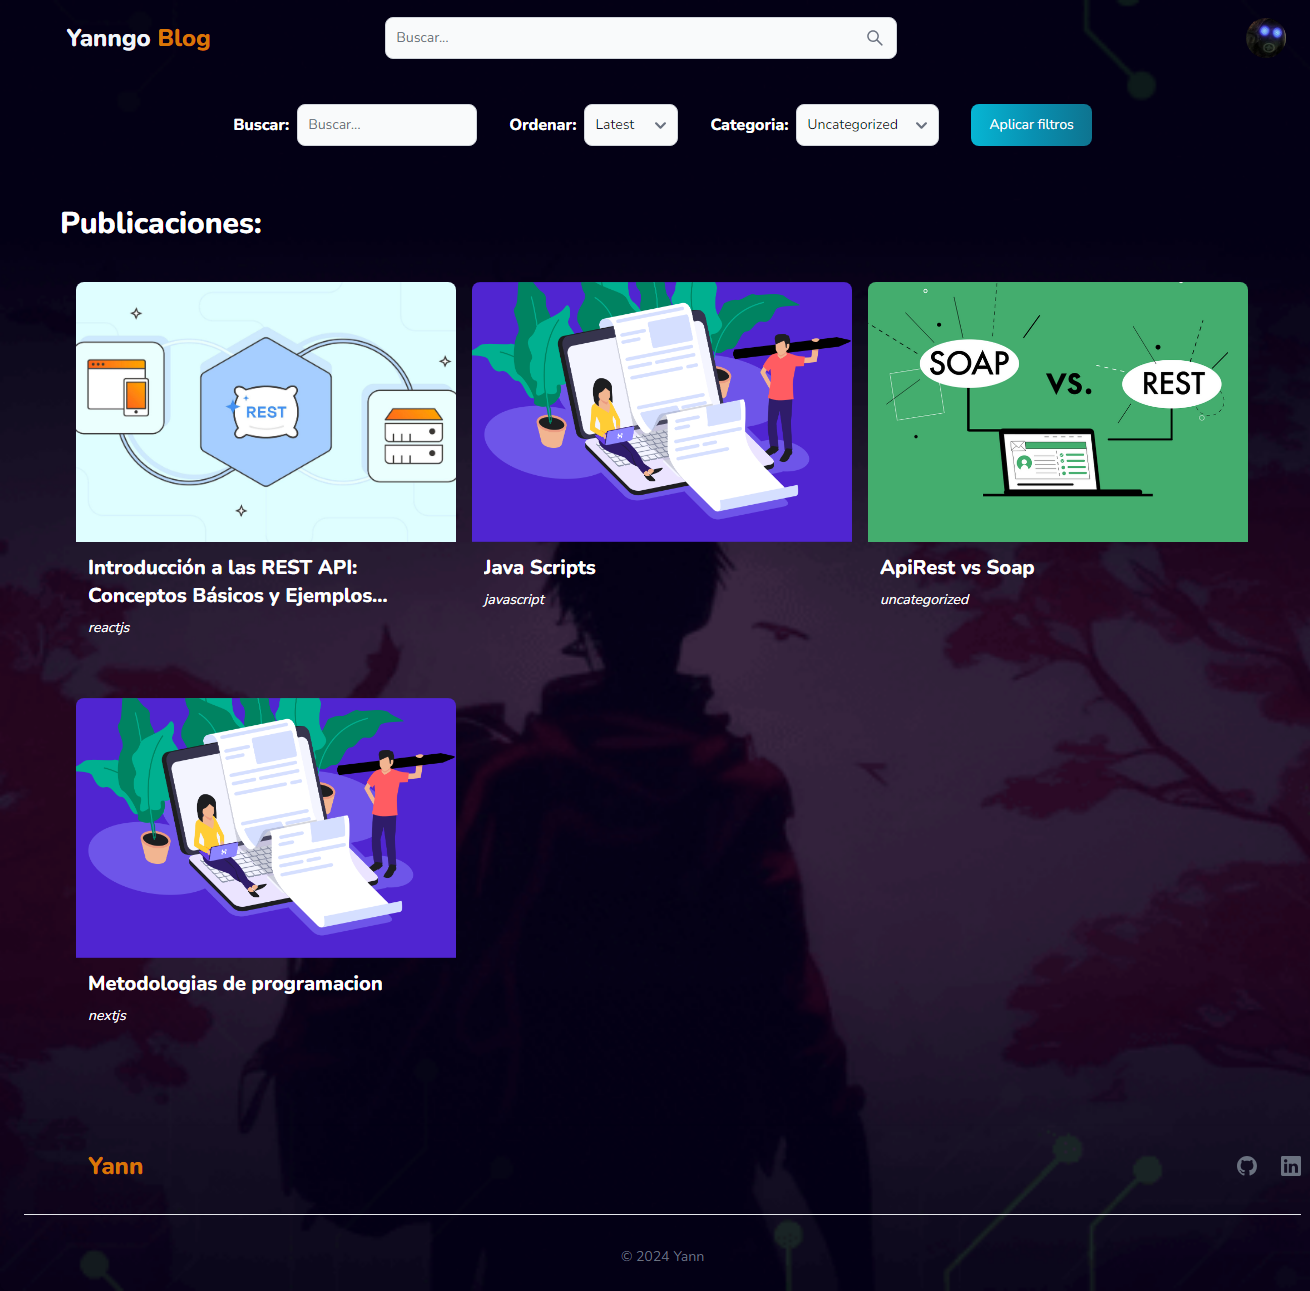 Yanngo Blog
Buscar...
Buscar:
Buscar...
Ordenar:
Latest
Categoria:
Uncategorized
Aplicar filtros
Publicaciones:
REST
SOAP
VS.
REST
Introducción a las REST API:
Conceptos Básicos y Ejemplos...
reactjs
Java Scripts
javascript
ApiRest vs Soap
uncategorized
Metodologias de programacion
nextjs
Yann
© 2024 Yann